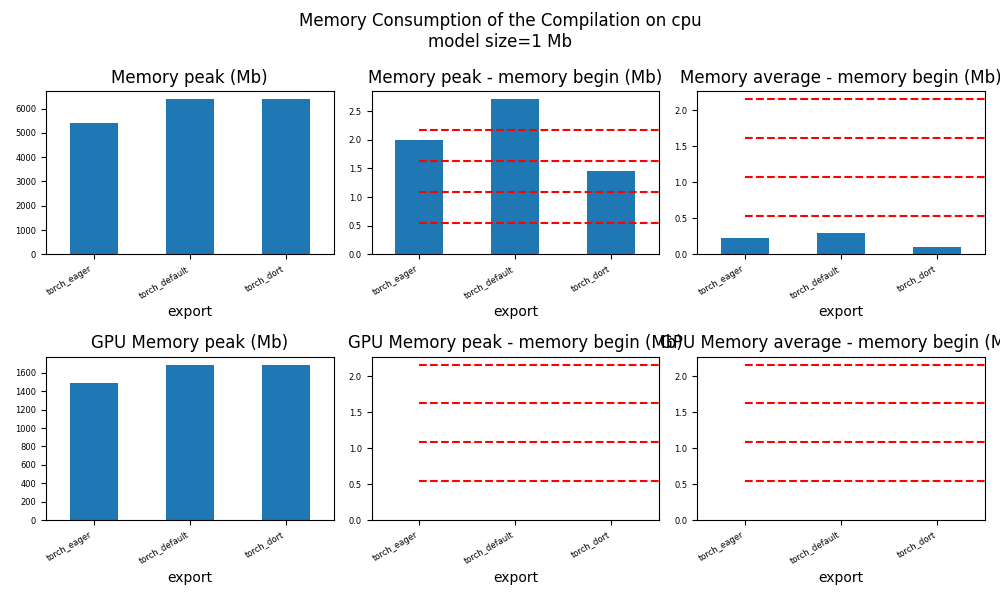 Memory Consumption of the Compilation on cpu
model size=1 Mb
Memory peak (Mb)
6000
5000
4000
3000
2000
1000
0
torch_eager
torch_default
torch_dort
export
Memory peak - memory begin (Mb)
2.5
2.0
1.5
1.0
0.5
0.0
torch_eager
torch_default
torch_dort
export
Memory average - memory begin (Mb)
2.0
1.5
1.0
0.5
0.0
torch_eager
torch_default
torch_dort
export
GPU Memory peak (Mb)
1600
1400
1200
1000
800
600
400
200
0
torch_eager
torch_default
torch_dort
export
GPU Memory peak - memory begin (Mb)
2.0
1.5
1.0
0.5
0.0
torch_eager
torch_default
torch_dort
export
GPU Memory average - memory begin (M
2.0
1.5
1.0
0.5
0.0
torch_eager
torch_default
torch_dort
export